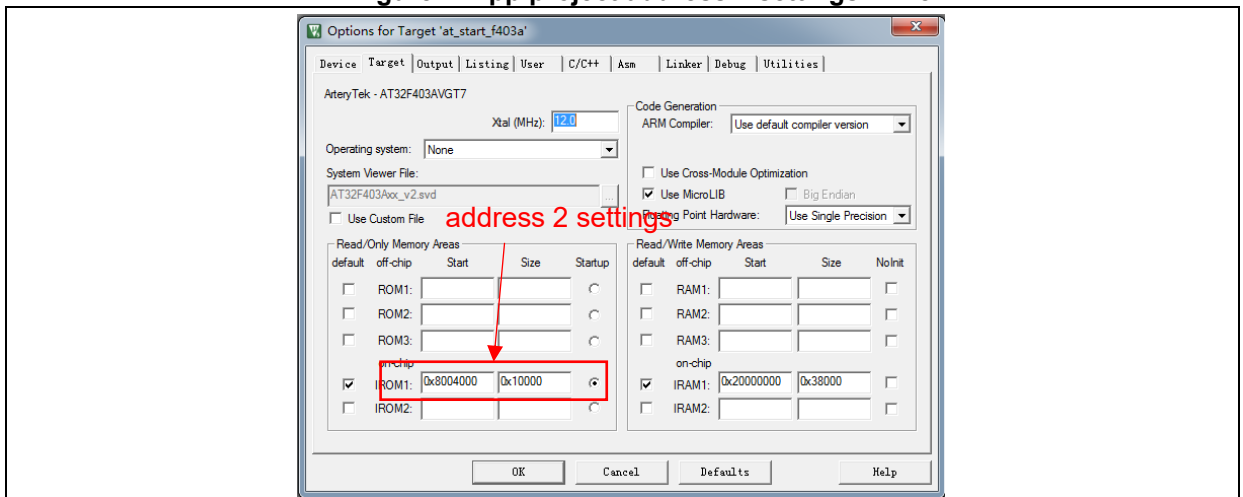 Options for Target 'at_start_f403a'
Device Target Output Listing User C/C++ Asm Linker Debug Utilities
ArteryTek - AT32F403AVGT7
Xtal (MHz): 12.0
Operating system: None
System Viewer File:
AT32F403Axx_v2.svd ...
Use Custom File
Code Generation
ARM Compiler: Use default compiler version
Use Cross-Module Optimization
Use MicroLIB Big Endian
Point Hardware: Use Single Precision
address 2 settings
Read/Only Memory Areas
default off-chip Start Size Startup
ROM1:
ROM2:
ROM3:
on-chip
IROM1: 0x8004000 0x10000
IROM2:
Read/Write Memory Areas
default off-chip Start Size NoInit
RAM1:
RAM2:
RAM3:
on-chip
IRAM1: 0x20000000 0x38000
IRAM2:
OK Cancel Defaults Help